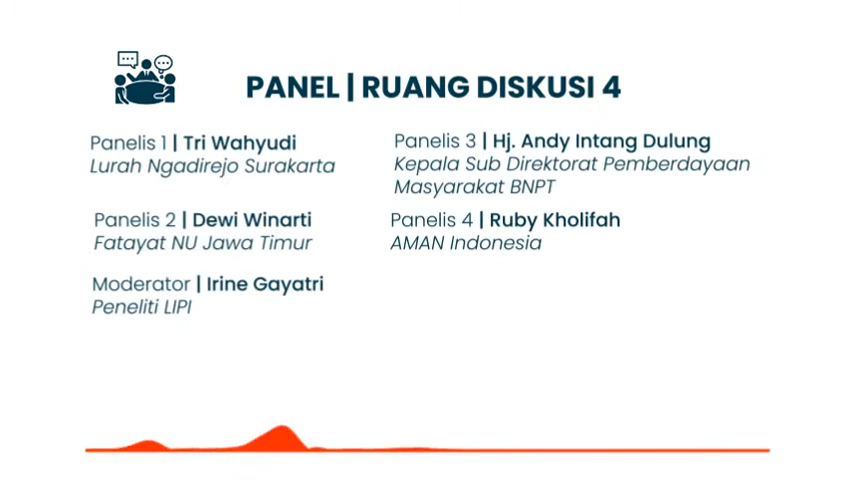 PANEL | RUANG DISKUSI 4
Panelis 1 | Tri Wahyudi
Lurah Ngadirejo Surakarta
Panelis 2 | Dewi Winarti
Fatayat NU Jawa Timur
Moderator | Irine Gayatri
Peneliti LIPI
Panelis 3 | Hj. Andy Intang Dulung
Kepala Sub Direktorat Pemberdayaan
Masyarakat BNPT
Panelis 4 | Ruby Kholifah
AMAN Indonesia